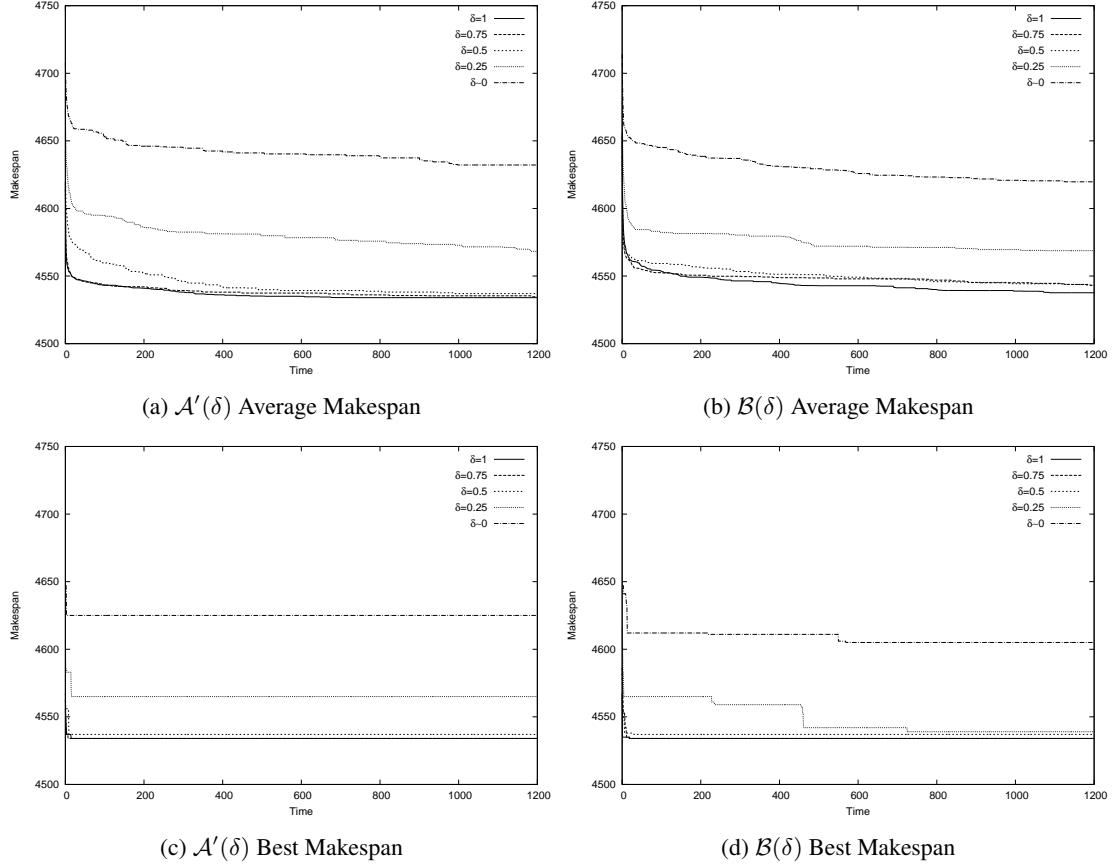 4750
4700
4650
4600
4550
4500
Makespan
0 200 400 600 800 1000 1200
Time
δ=1
δ=0.75
δ=0.5
δ=0.25
δ~0
(a) 𝒜′(δ) Average Makespan
4750
4700
4650
4600
4550
4500
Makespan
0 200 400 600 800 1000 1200
Time
δ=1
δ=0.75
δ=0.5
δ=0.25
δ~0
(b) ℬ(δ) Average Makespan
4750
4700
4650
4600
4550
4500
Makespan
0 200 400 600 800 1000 1200
Time
δ=1
δ=0.75
δ=0.5
δ=0.25
δ~0
(c) 𝒜′(δ) Best Makespan
4750
4700
4650
4600
4550
4500
Makespan
0 200 400 600 800 1000 1200
Time
δ=1
δ=0.75
δ=0.5
δ=0.25
δ~0
(d) ℬ(δ) Best Makespan